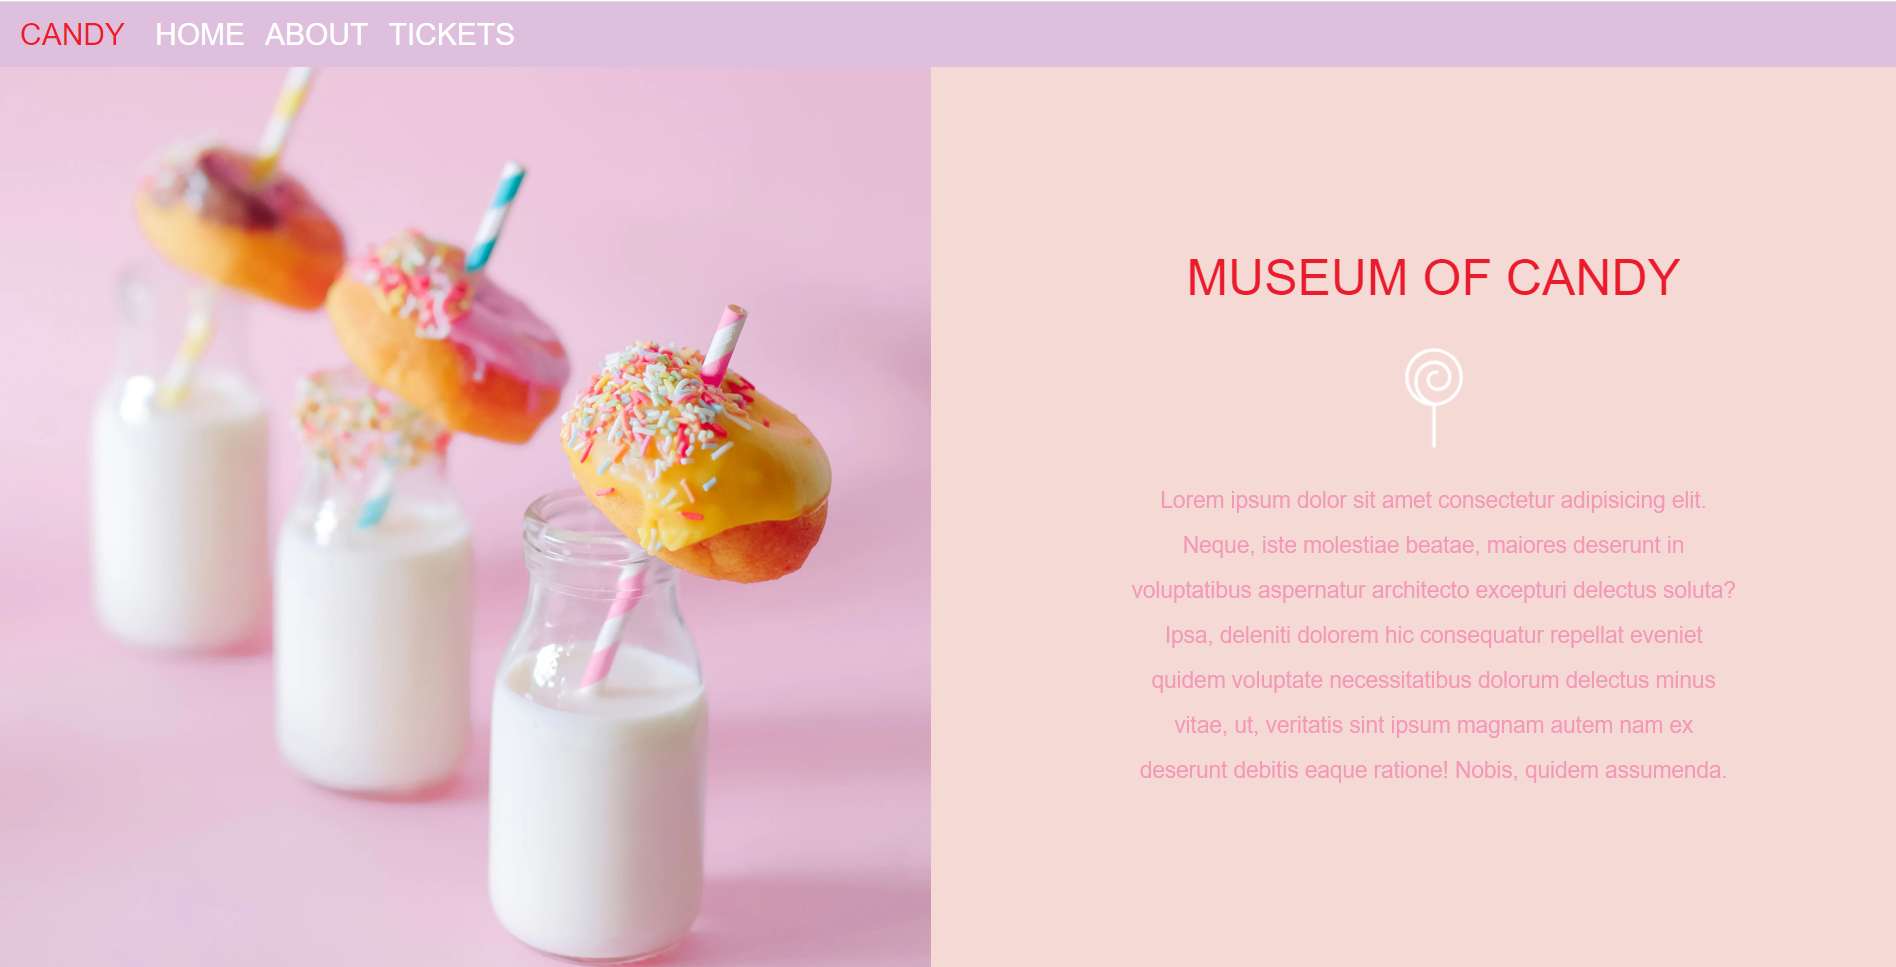 CANDY HOME ABOUT TICKETS
MUSEUM OF CANDY
Lorem ipsum dolor sit amet consectetur adipisicing elit.
Neque, iste molestiae beatae, maiores deserunt in
voluptatibus aspernatur architecto excepturi delectus soluta?
Ipsa, deleniti dolorem hic consequatur repellat eveniet
quidem voluptate necessitatibus dolorum delectus minus
vitae, ut, veritatis sint ipsum magnam autem nam ex
deserunt debitis eaque ratione! Nobis, quidem assumenda.